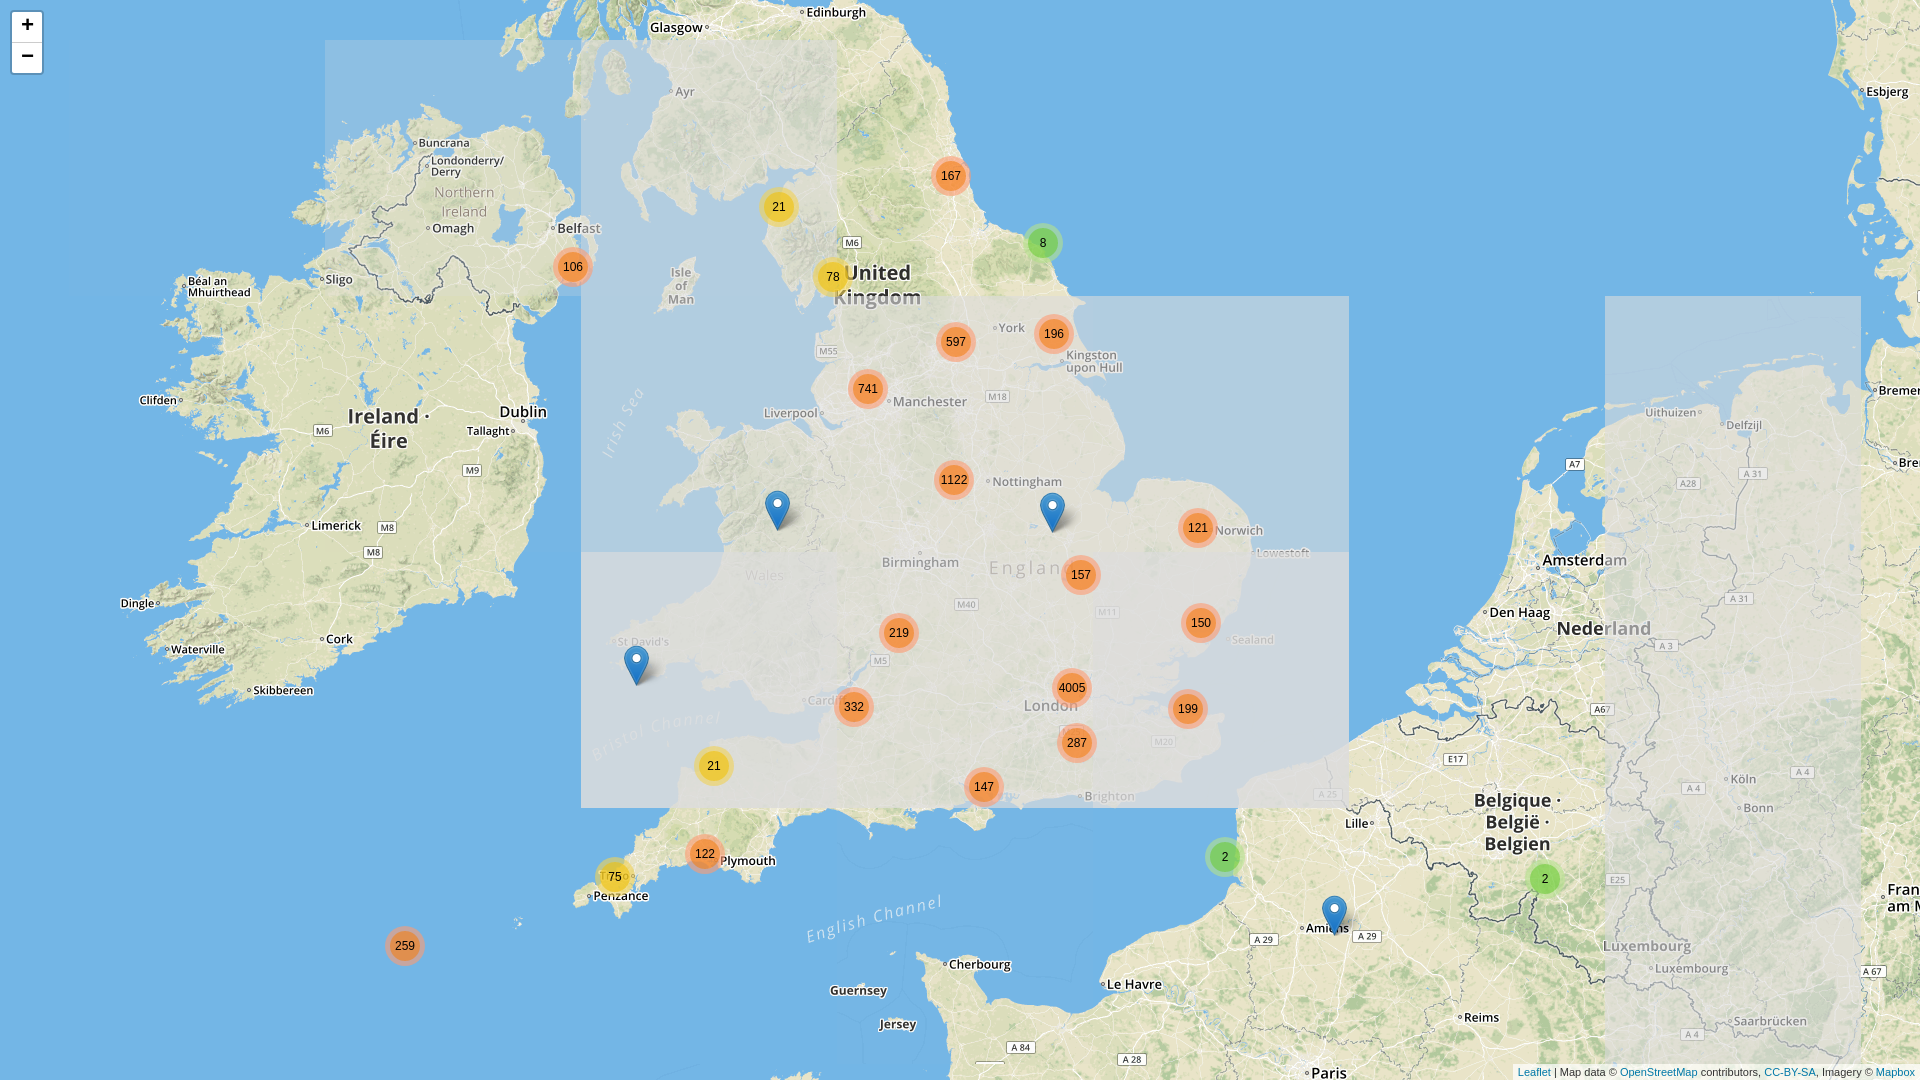 +
−
Glasgow
Edinburgh
Ayr
Esbjerg
Buncrana
Londonderry/
Derry
167
Northern
Ireland
21
Omagh
Belfast
M6
8
106
Isle
of
Man
78
United
Kingdom
Sligo
Béal an
Mhuirthead
York
196
597
M55
Kingston
upon Hull
741
Manchester
M18
Liverpool
Clifden
Dublin
Ireland ·
Éire
M6
Tallaght
Irish Sea
Uithuizen
Delfzijl
Bremer
M9
A7
A 31
A28
Bre
1122
Nottingham
Limerick
M8
M8
121
Norwich
Lowestoft
Birmingham
Englan
157
Wales
Amsterdam
A 31
Dingle
M40
M11
Den Haag
150
219
Sealand
Nederland
Cork
St David's
A 3
Waterville
M5
Skibbereen
4005
Cardiff
332
London
199
A67
Bristol Channel
287
M20
E17
21
Köln
A 4
147
Brighton
A 25
A 4
Bonn
Belgique ·
België ·
Belgien
Lille
122
Plymouth
2
75
Penzance
2
E25
Fran
am M
English Channel
Amiens
A 29
A 29
259
Luxembourg
Luxembourg
Cherbourg
A 67
Le Havre
Guernsey
Jersey
Reims
Saarbrücken
A 84
A 28
A 4
Paris
Leaflet | Map data © OpenStreetMap contributors, CC-BY-SA, Imagery © Mapbox